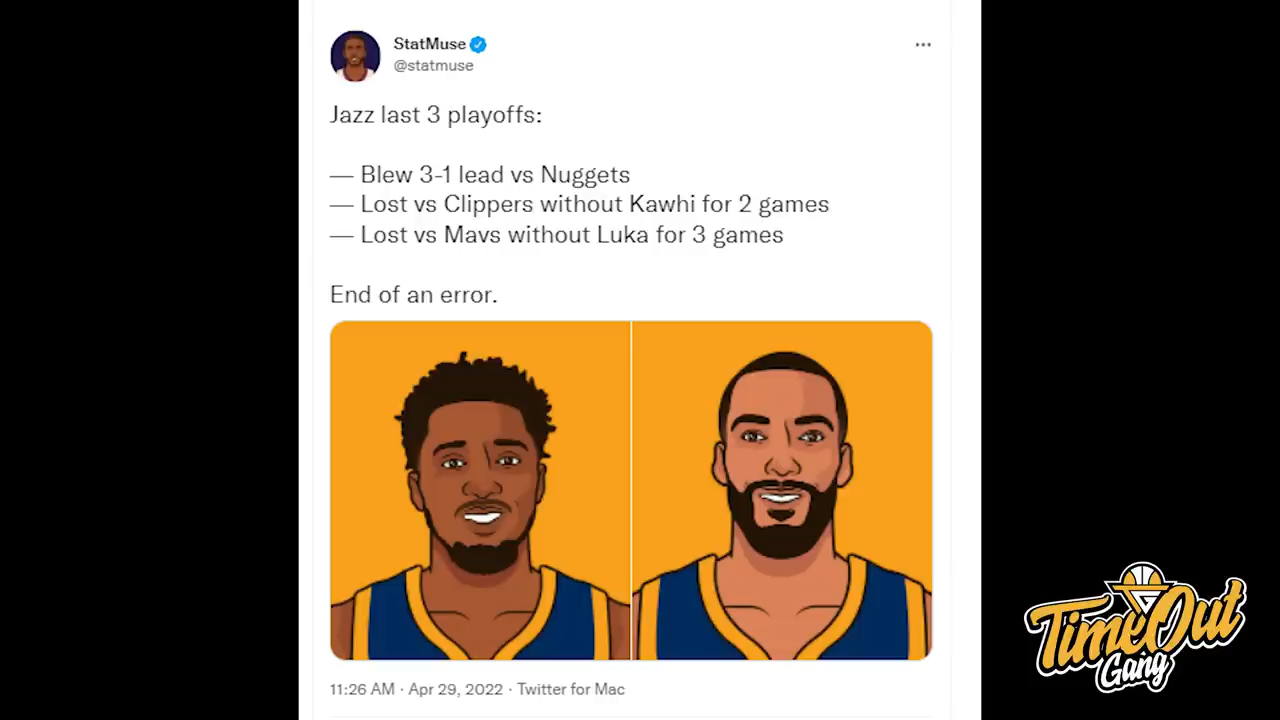 StatMuse
@statmuse
Jazz last 3 playoffs:
— Blew 3-1 lead vs Nuggets
— Lost vs Clippers without Kawhi for 2 games
— Lost vs Mavs without Luka for 3 games
End of an error.
11:26 AM · Apr 29, 2022 · Twitter for Mac
TimeOut
Gang